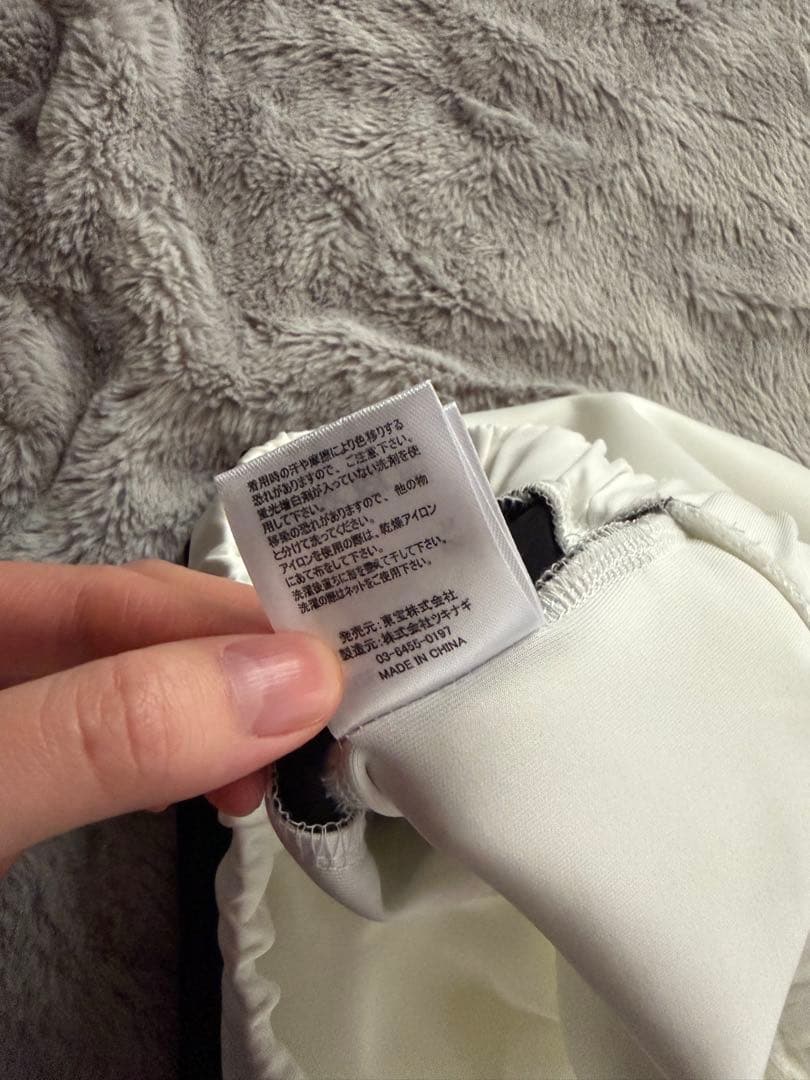 着用時の汗や摩擦により色移りする
恐れがありますので、ご注意下さい。
蛍光増白剤が入っていない洗剤を使
用して下さい。
移染の恐れがありますので、他の物
と分けて洗ってください。
アイロンを使用の際は、乾燥アイロン
にあて布をして下さい。
洗濯後直ちに形を整えて干して下さい。
洗濯の際はネットをご使用下さい。
発売元:東宝株式会社
製造元:株式会社ツキナギ
03-6455-0197
MADE IN CHINA